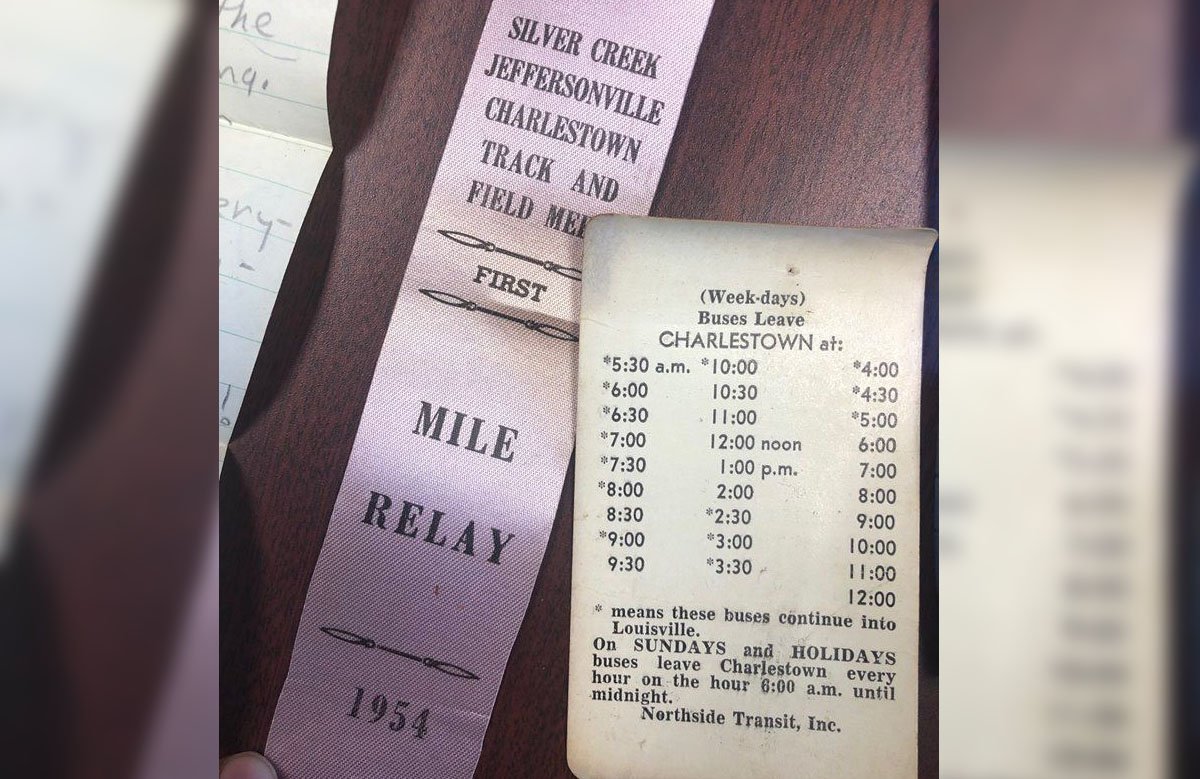 the
ng.
ery-
SILVER CREEK
JEFFERSONVILLE
CHARLESTOWN
TRACK AND
FIELD MEE
FIRST
MILE
RELAY
1954
(Week-days)
Buses Leave
CHARLESTOWN at:
*5:30 a.m. *10:00 *4:00
*6:00 10:30 *4:30
*6:30 11:00 *5:00
*7:00 12:00 noon 6:00
*7:30 1:00 p.m. 7:00
*8:00 2:00 8:00
8:30 *2:30 9:00
*9:00 *3:00 10:00
9:30 *3:30 11:00
12:00
* means these buses continue into
Louisville.
On SUNDAYS and HOLIDAYS
buses leave Charlestown every
hour on the hour 6:00 a.m. until
midnight.
Northside Transit, Inc.